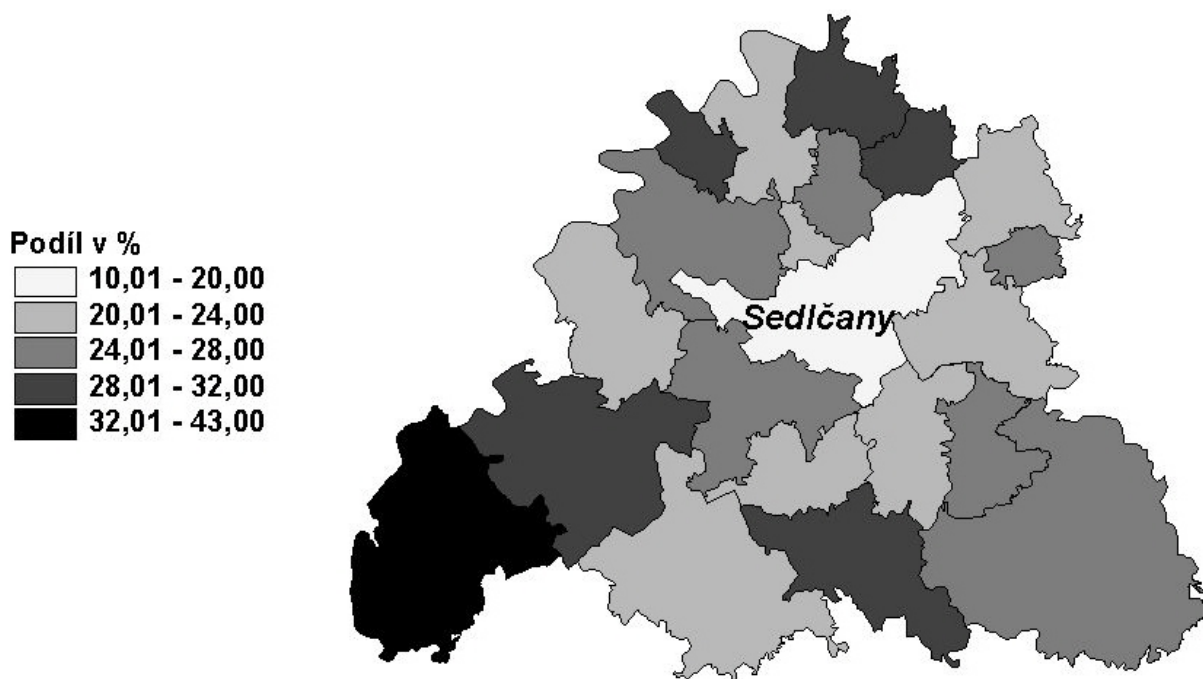 Podíl v %
10,01 - 20,00
20,01 - 24,00
24,01 - 28,00
28,01 - 32,00
32,01 - 43,00
Sedlčany